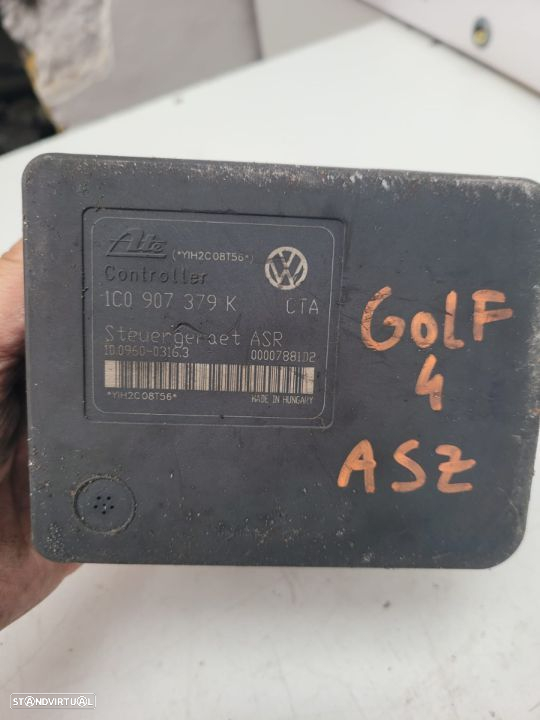 Ate (*YIH2C08T56*)
Controller
1C0 907 379 K CTA
Steuergeraet ASR
10.0960-0316.3 00007881D2
*YIH2C08T56* MADE IN HUNGARY
GOLF
4
ASZ
STANDVIRTUAL